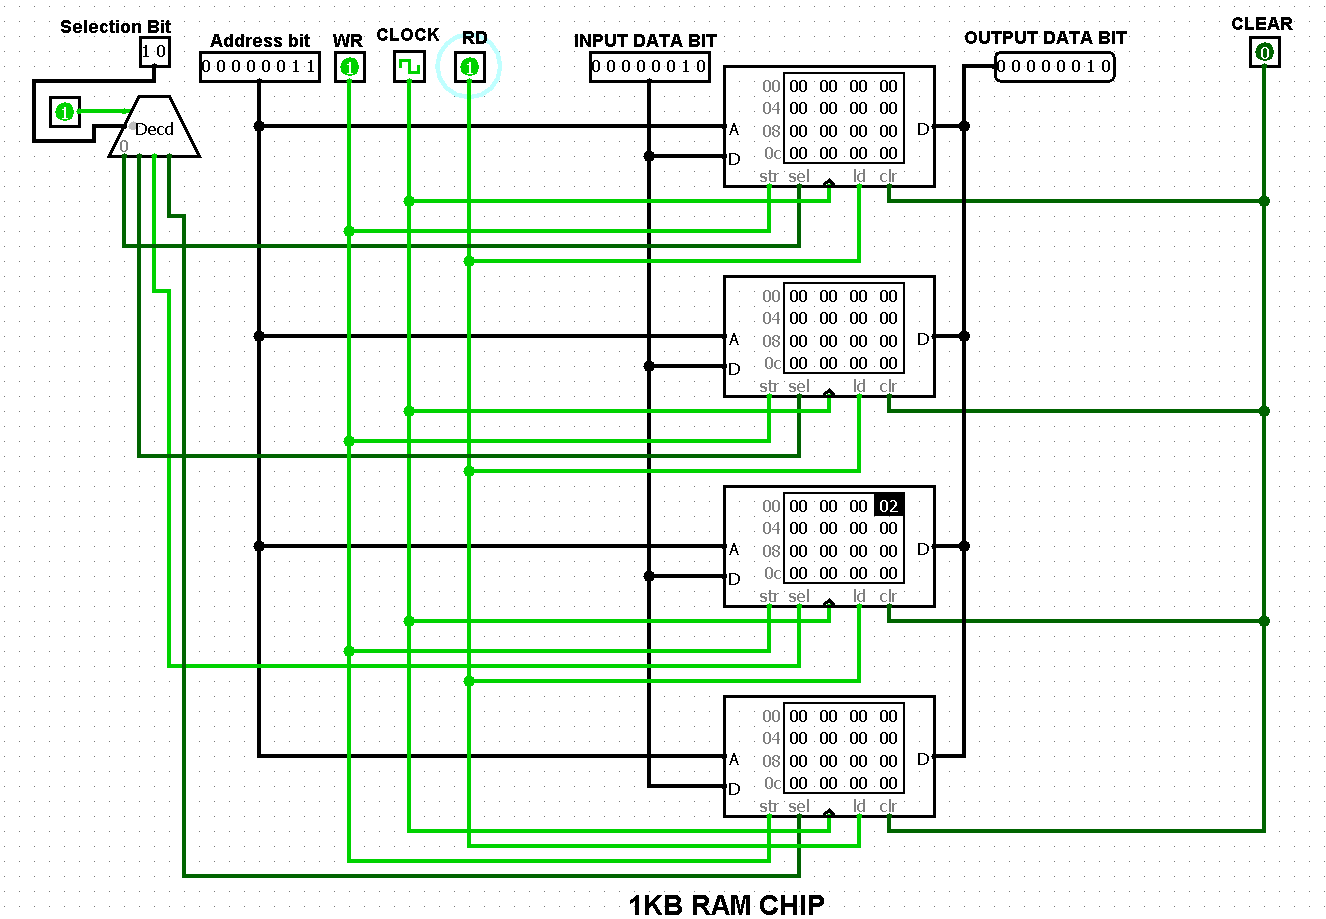 Selection Bit
1 0
Address bit
0 0 0 0 0 0 1 1
WR
1
CLOCK
RD
1
INPUT DATA BIT
0 0 0 0 0 0 1 0
OUTPUT DATA BIT
0 0 0 0 0 0 1 0
CLEAR
0
1
Decd
0
00 00 00 00 00
04 00 00 00 00
A 08 00 00 00 00 D
D 0c 00 00 00 00
str sel ld clr
00 00 00 00 00
04 00 00 00 00
A 08 00 00 00 00 D
D 0c 00 00 00 00
str sel ld clr
00 00 00 00 02
04 00 00 00 00
A 08 00 00 00 00 D
D 0c 00 00 00 00
str sel ld clr
00 00 00 00 00
04 00 00 00 00
A 08 00 00 00 00 D
D 0c 00 00 00 00
str sel ld clr
1KB RAM CHIP